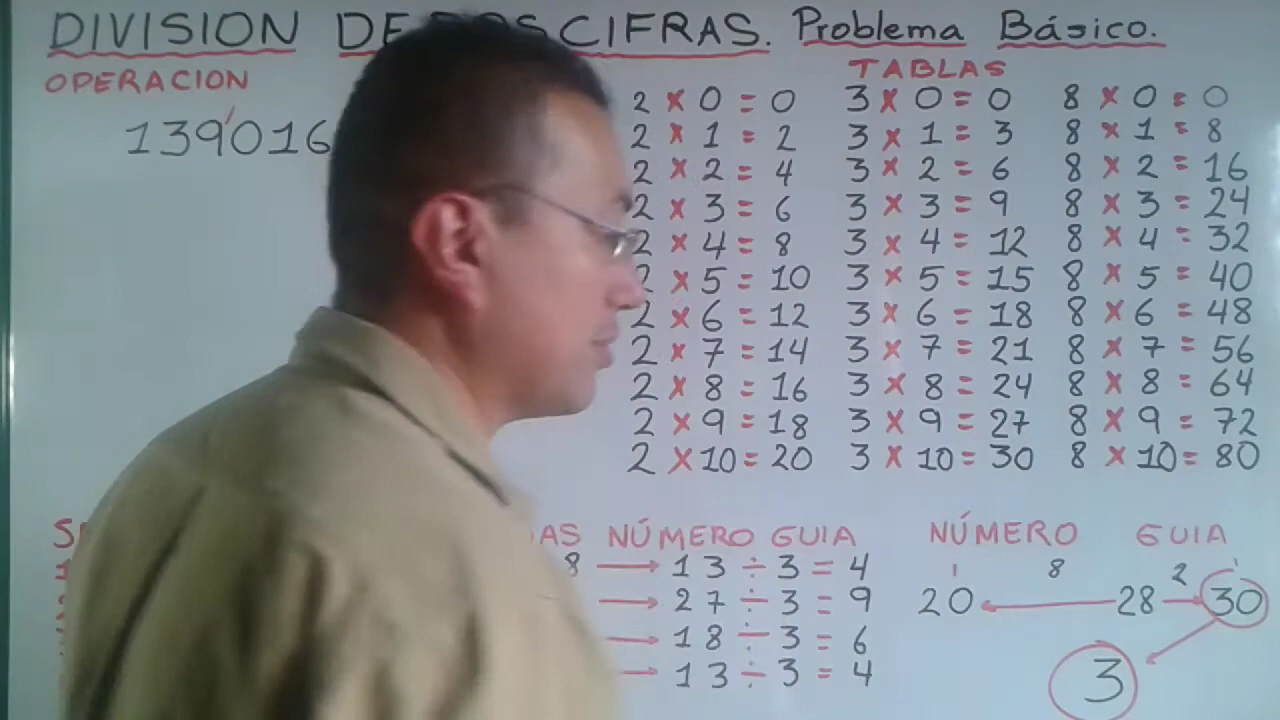 DIVISION DE DOS CIFRAS. Problema Básico.
OPERACION
139'016
TABLAS
2 x 0 = 0 3 x 0 = 0 8 x 0 = 0
2 x 1 = 2 3 x 1 = 3 8 x 1 = 8
2 x 2 = 4 3 x 2 = 6 8 x 2 = 16
2 x 3 = 6 3 x 3 = 9 8 x 3 = 24
2 x 4 = 8 3 x 4 = 12 8 x 4 = 32
2 x 5 = 10 3 x 5 = 15 8 x 5 = 40
2 x 6 = 12 3 x 6 = 18 8 x 6 = 48
2 x 7 = 14 3 x 7 = 21 8 x 7 = 56
2 x 8 = 16 3 x 8 = 24 8 x 8 = 64
2 x 9 = 18 3 x 9 = 27 8 x 9 = 72
2 x 10 = 20 3 x 10 = 30 8 x 10 = 80
NÚMERO GUIA
8 → 13 ÷ 3 = 4
→ 27 ÷ 3 = 9
→ 18 ÷ 3 = 6
→ 13 ÷ 3 = 4
NÚMERO GUIA
8 2
20 ← 28 → 30
3